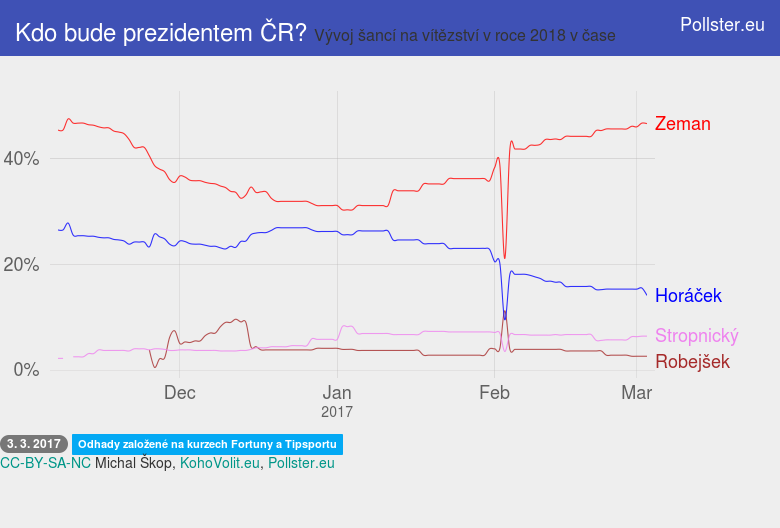 Kdo bude prezidentem ČR? Vývoj šancí na vítězství v roce 2018 v čase
Pollster.eu
Zeman
40%
20%
Horáček
Stropnický
Robejšek
0%
Dec Jan Feb Mar
2017
3. 3. 2017 Odhady založené na kurzech Fortuny a Tipsportu
CC-BY-SA-NC Michal Škop, KohoVolit.eu, Pollster.eu